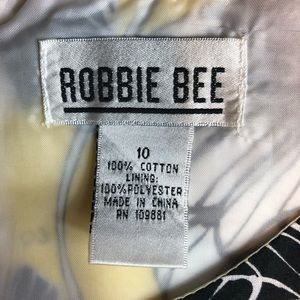 ROBBIE BEE
10
100% COTTON
LINING:
100% POLYESTER
MADE IN CHINA
RN 109881